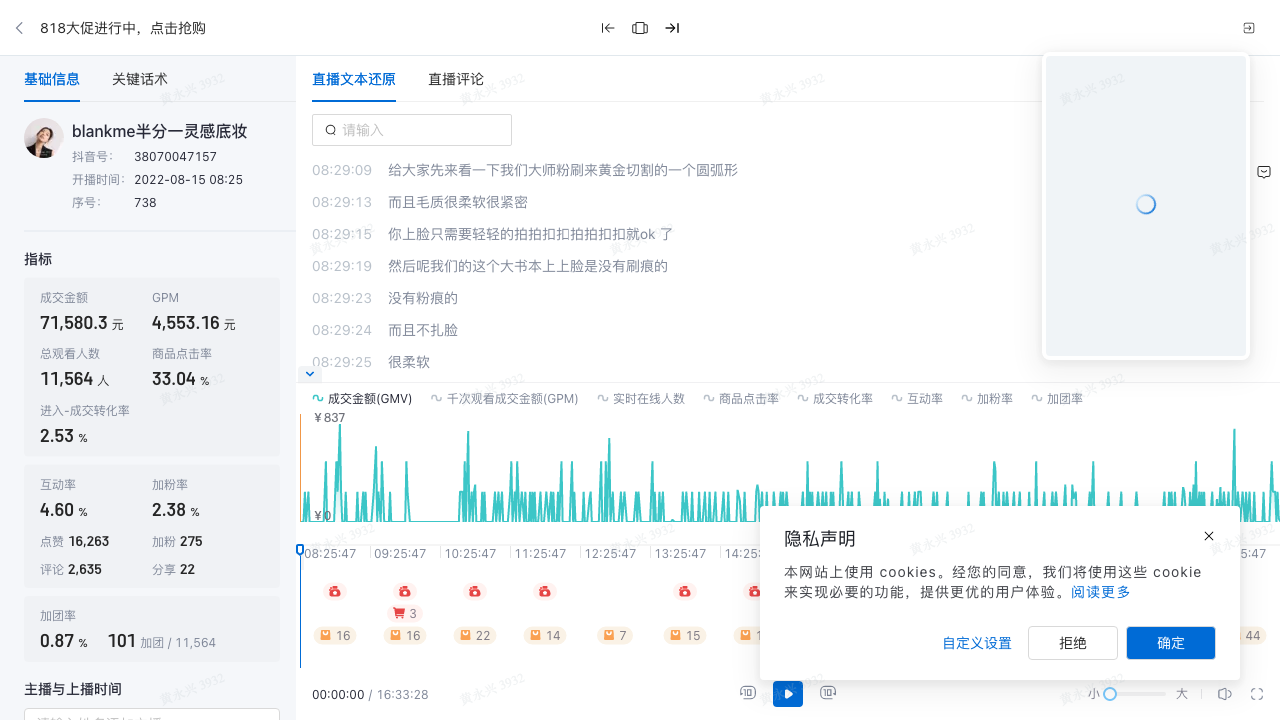 818大促进行中，点击抢购
基础信息
关键话术
blankme半分一灵感底妆
抖音号：
38070047157
开播时间：
2022-08-15 08:25
序号：
738
指标
成交金额
GPM
71,580.3 元
4,553.16 元
总观看人数
商品点击率
11,564 人
33.04 %
进入-成交转化率
2.53 %
互动率
加粉率
4.60 %
2.38 %
点赞 16,263
加粉 275
评论 2,635
分享 22
加团率
0.87 %
101 加团 / 11,564
主播与上播时间
直播文本还原
直播评论
请输入
08:29:09 给大家先来看一下我们大师粉刷来黄金切割的一个圆弧形
08:29:13 而且毛质很柔软很紧密
08:29:15 你上脸只需要轻轻的拍拍扣扣拍拍扣扣就ok 了
08:29:19 然后呢我们的这个大书本上上脸是没有刷痕的
08:29:23 没有粉痕的
08:29:24 而且不扎脸
08:29:25 很柔软
成交金额(GMV)
千次观看成交金额(GPM)
实时在线人数
商品点击率
成交转化率
互动率
加粉率
加团率
¥837
¥0
08:25:47
09:25:47
10:25:47
11:25:47
12:25:47
13:25:47
3
16
16
22
14
7
15
44
00:00:00 / 16:33:28
10
10
小
大
隐私声明
本网站上使用 cookies。经您的同意，我们将使用这些 cookie
来实现必要的功能，提供更优的用户体验。阅读更多
自定义设置
拒绝
确定
黄永兴 3932